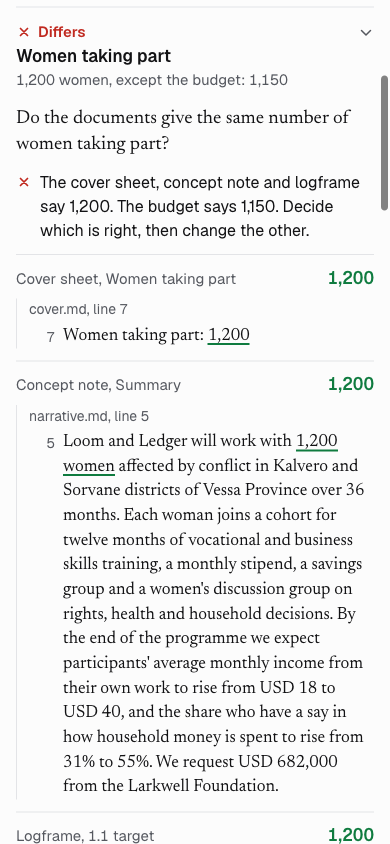 Differs
Women taking part
1,200 women, except the budget: 1,150
Do the documents give the same number of
women taking part?
The cover sheet, concept note and logframe
say 1,200. The budget says 1,150. Decide
which is right, then change the other.
Cover sheet, Women taking part 1,200
cover.md, line 7
7 Women taking part: 1,200
Concept note, Summary 1,200
narrative.md, line 5
5 Loom and Ledger will work with 1,200
women affected by conflict in Kalvero and
Sorvane districts of Vessa Province over 36
months. Each woman joins a cohort for
twelve months of vocational and business
skills training, a monthly stipend, a savings
group and a women's discussion group on
rights, health and household decisions. By
the end of the programme we expect
participants' average monthly income from
their own work to rise from USD 18 to
USD 40, and the share who have a say in
how household money is spent to rise from
31% to 55%. We request USD 682,000
from the Larkwell Foundation.
Logframe, 1.1 target 1,200